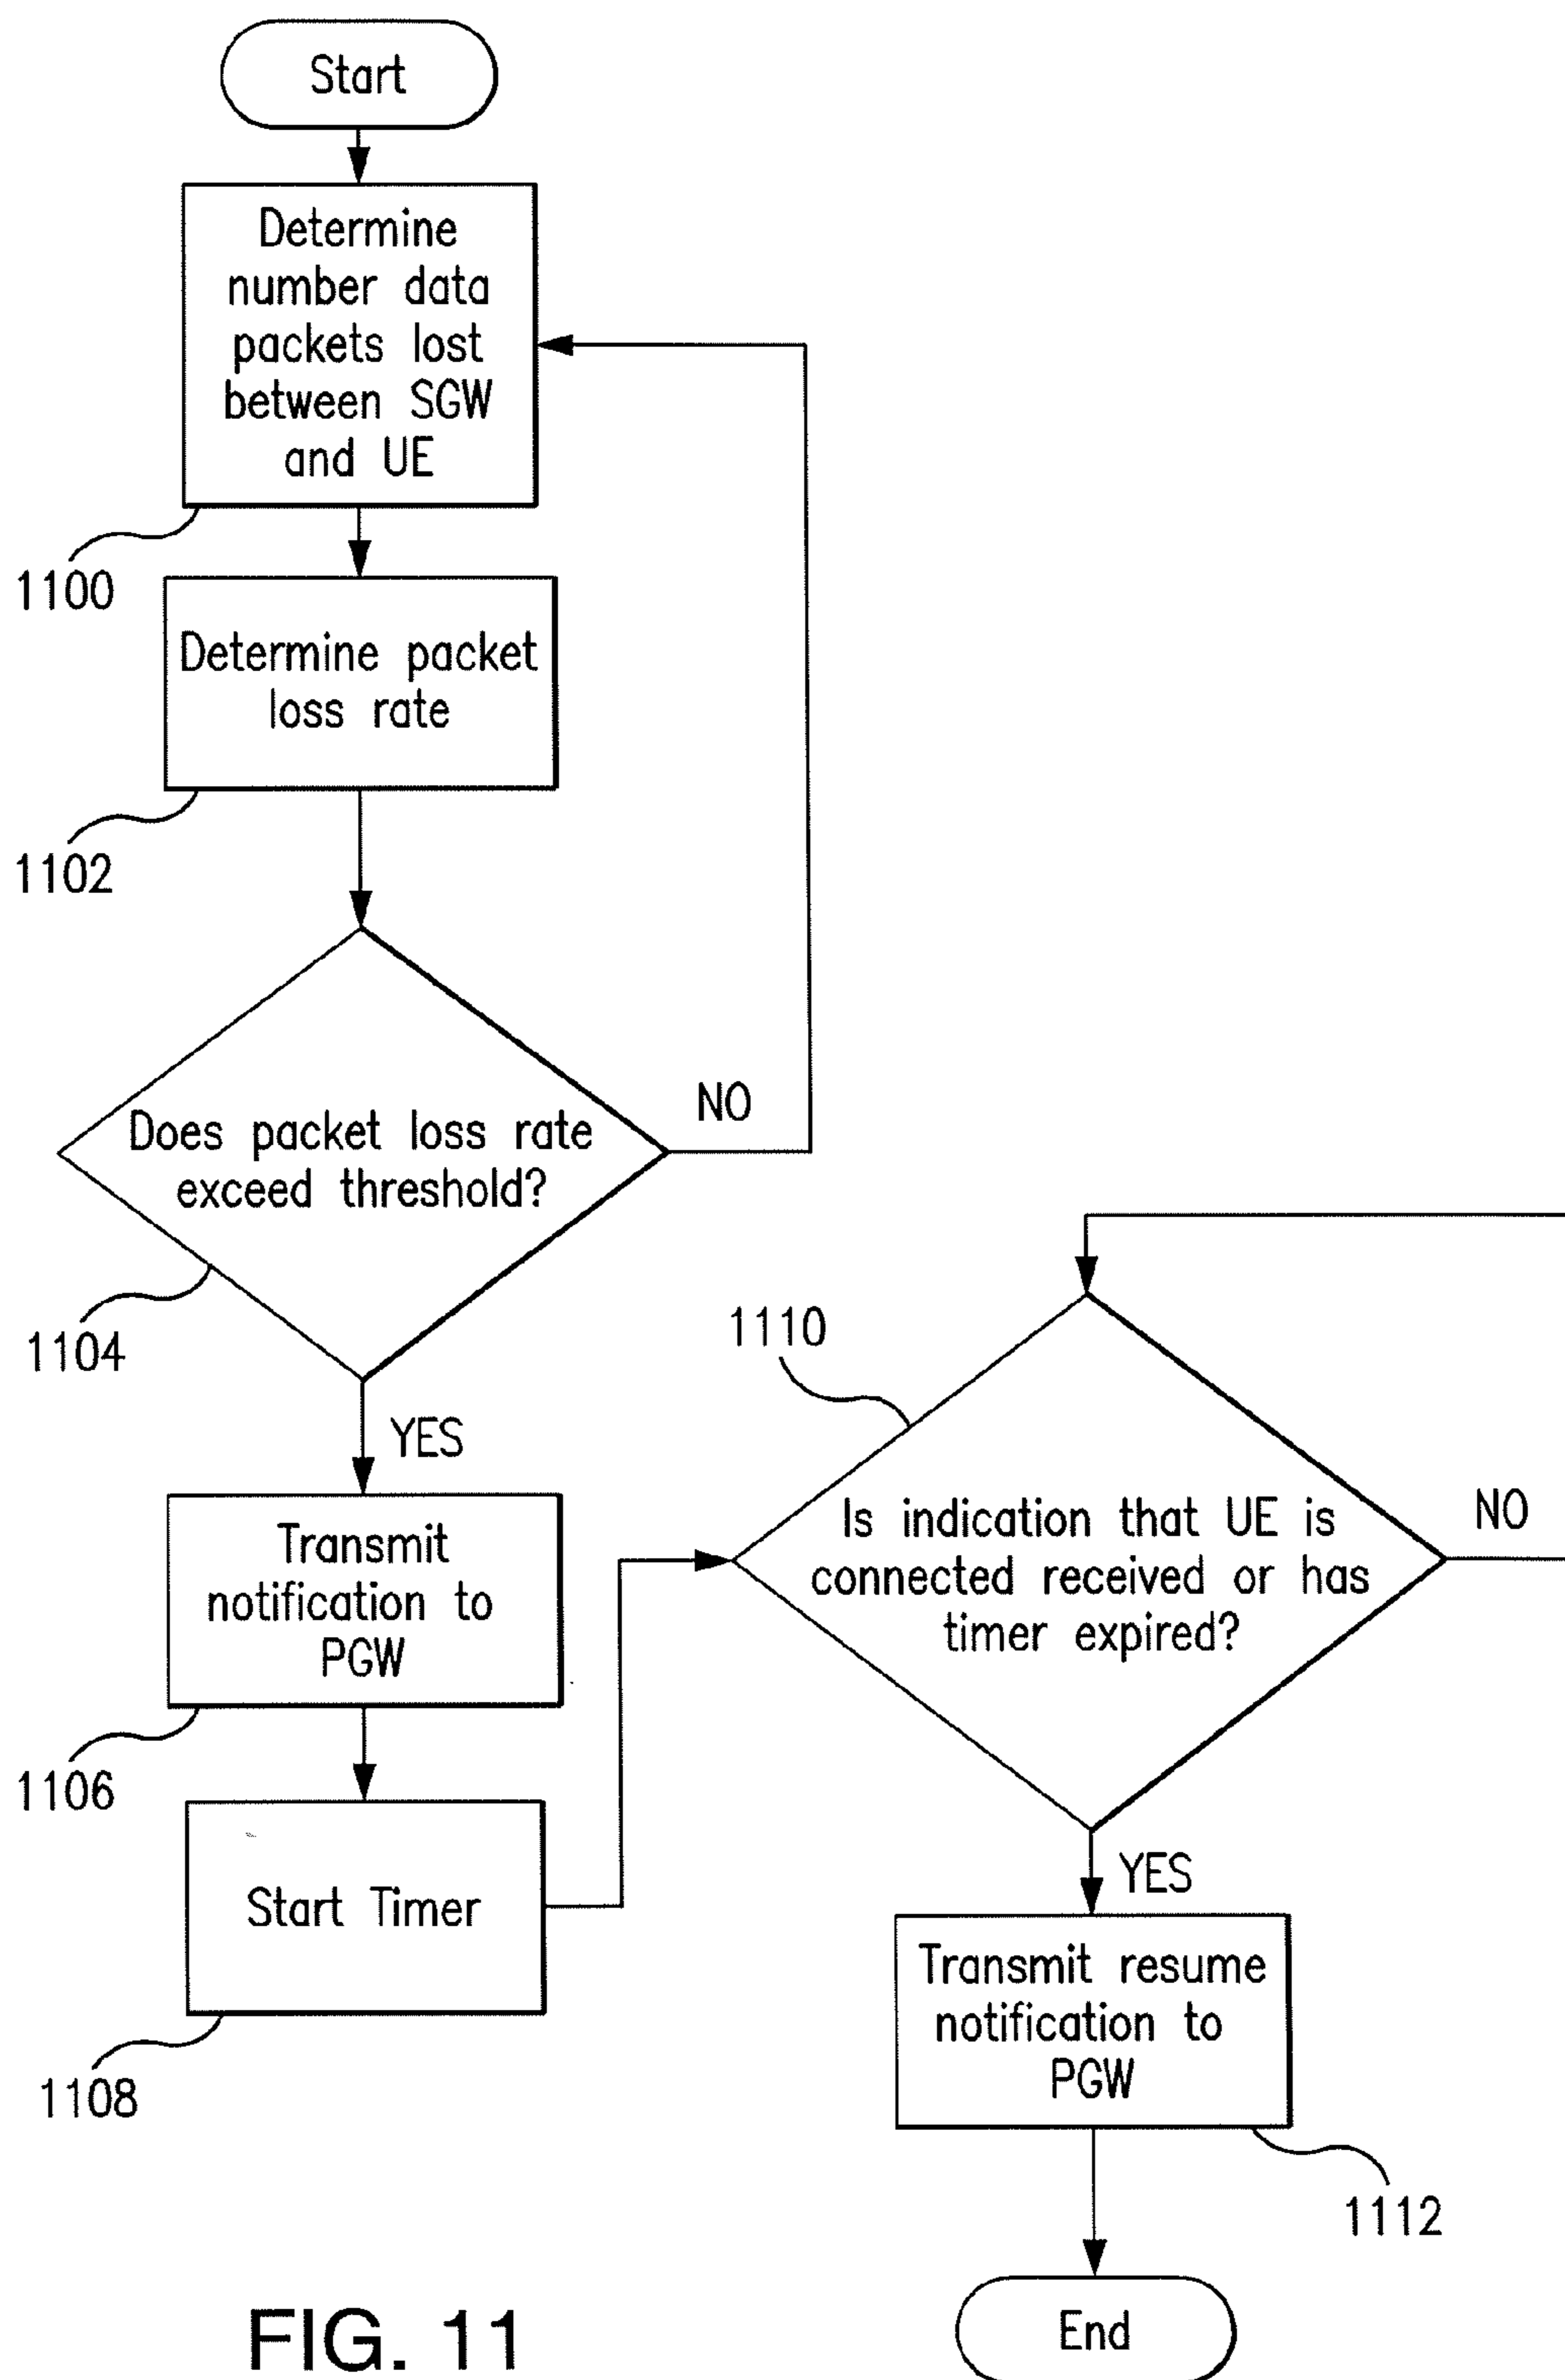 Start
Determine
number data
packets lost
between SGW
and UE
1100
Determine packet
loss rate
1102
Does packet loss rate
exceed threshold?
NO
1104
YES
Transmit
notification to
PGW
1106
Start Timer
1108
1110
Is indication that UE is
connected received or has
timer expired?
NO
YES
Transmit resume
notification to
PGW
1112
End
FIG. 11